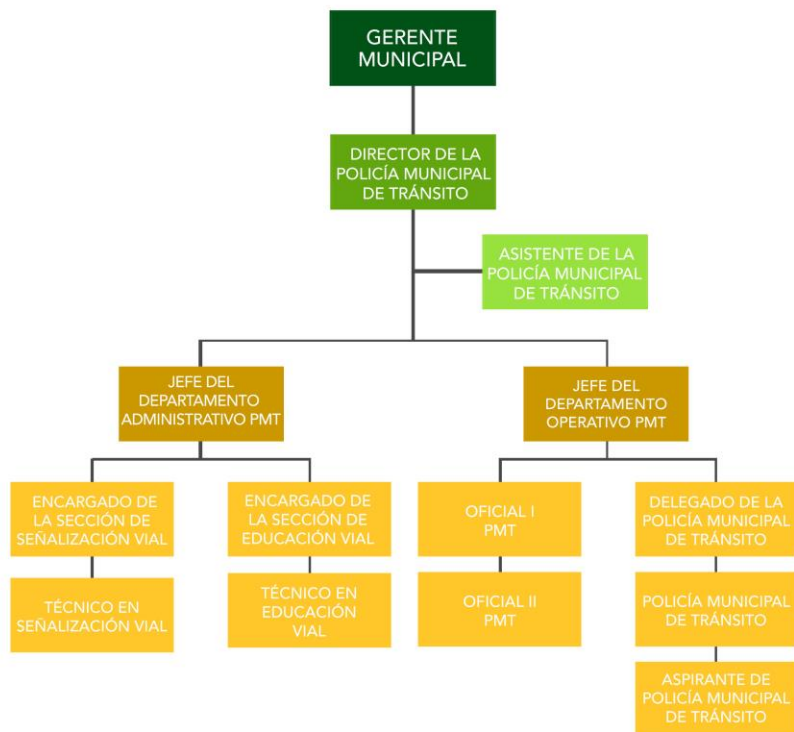 GERENTE
MUNICIPAL
DIRECTOR DE LA
POLICÍA MUNICIPAL
DE TRÁNSITO
ASISTENTE DE LA
POLICÍA MUNICIPAL
DE TRÁNSITO
JEFE DEL
DEPARTAMENTO
ADMINISTRATIVO PMT
JEFE DEL
DEPARTAMENTO
OPERATIVO PMT
ENCARGADO DE
LA SECCIÓN DE
SEÑALIZACIÓN VIAL
ENCARGADO DE
LA SECCIÓN DE
EDUCACIÓN VIAL
OFICIAL I
PMT
DELEGADO DE LA
POLICÍA MUNICIPAL
DE TRÁNSITO
TÉCNICO EN
SEÑALIZACIÓN VIAL
TÉCNICO EN
EDUCACIÓN
VIAL
OFICIAL II
PMT
POLICÍA MUNICIPAL
DE TRÁNSITO
ASPIRANTE DE
POLICÍA MUNICIPAL
DE TRÁNSITO